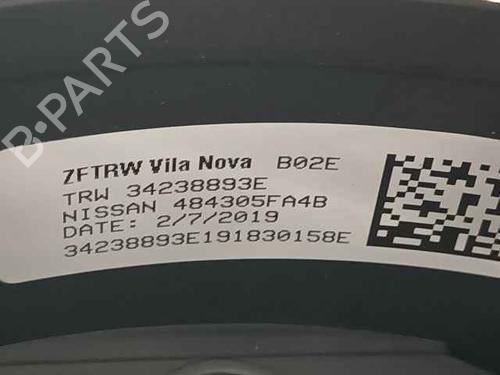 B-PARTS
ZFTRW Vila Nova B02E
TRW 34238893E
NISSAN 484305FA4B
DATE: 2/7/2019
34238893E191830158E